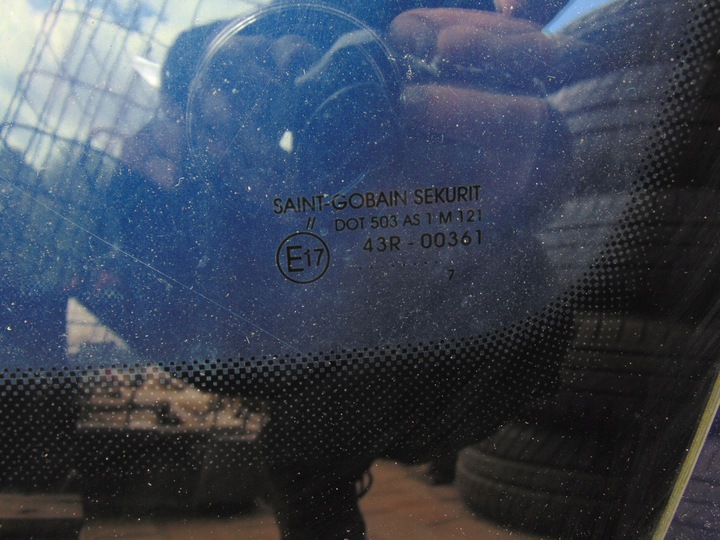 SAINT-GOBAIN SEKURIT
// DOT 503 AS 1 M 121
E17 43R - 00361
. . . . . . . 7